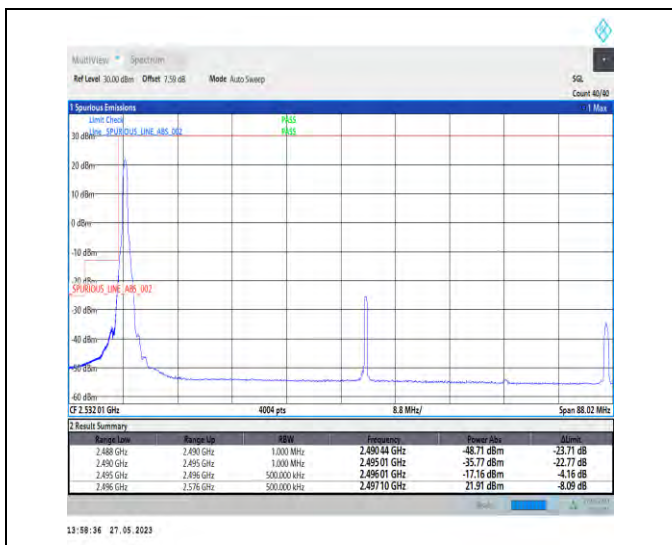 MultiView Spectrum
Ref Level 30.00 dBm Offset 7.59 dB Mode Auto Sweep SGL
Count 40/40
1 Spurious Emissions 1 Max
Limit Check PASS
Line _SPURIOUS_LINE_ABS_002 PASS
30 dBm
20 dBm
10 dBm
0 dBm
-10 dBm
-20 dBm
_SPURIOUS_LINE_ABS_002
-30 dBm
-40 dBm
-50 dBm
-60 dBm
CF 2.532 01 GHz 4004 pts 8.8 MHz/ Span 88.02 MHz
2 Result Summary
Range Low Range Up RBW Frequency Power Abs ΔLimit
2.488 GHz 2.490 GHz 1.000 MHz 2.490 44 GHz -48.71 dBm -23.71 dB
2.490 GHz 2.495 GHz 1.000 MHz 2.495 01 GHz -35.77 dBm -22.77 dB
2.495 GHz 2.496 GHz 500.000 kHz 2.496 01 GHz -17.16 dBm -4.16 dB
2.496 GHz 2.576 GHz 500.000 kHz 2.497 10 GHz 21.91 dBm -8.09 dB
13:58:36 27.05.2023